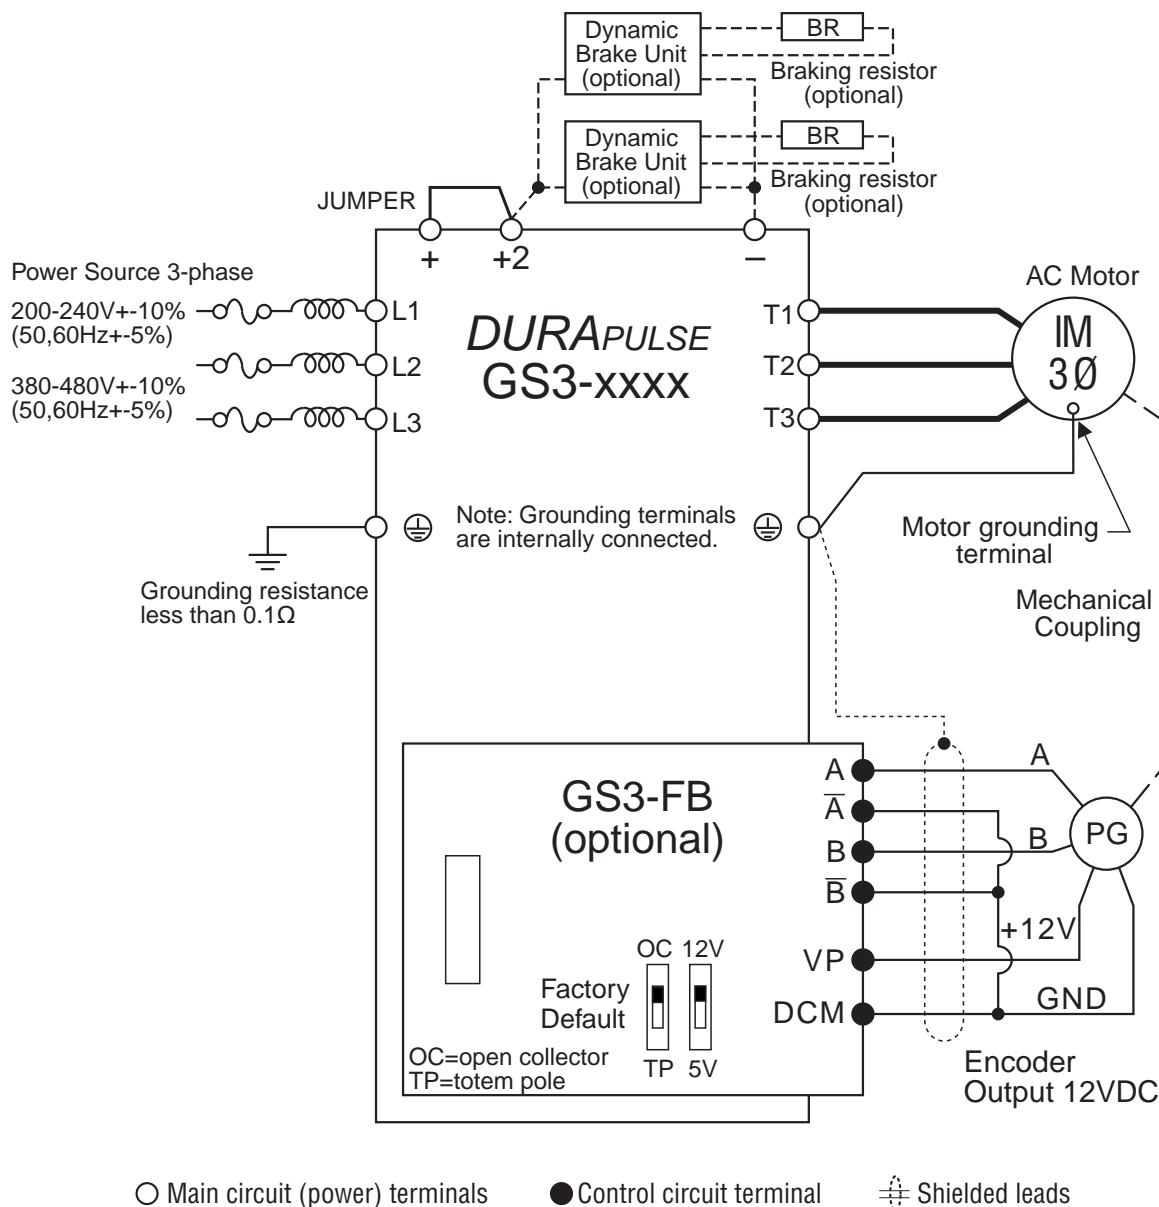 Dynamic
Brake Unit
(optional)
BR
Braking resistor
(optional)
Dynamic
Brake Unit
(optional)
BR
Braking resistor
(optional)
JUMPER
+
+2
−
Power Source 3-phase
200-240V+-10%
(50,60Hz+-5%)
380-480V+-10%
(50,60Hz+-5%)
L1
L2
L3
DURAPULSE
GS3-xxxx
T1
T2
T3
AC Motor
IM
3Ø
Note: Grounding terminals
are internally connected.
Motor grounding
terminal
Grounding resistance
less than 0.1Ω
Mechanical
Coupling
GS3-FB
(optional)
A
A̅
B
B̅
VP
DCM
A
B
PG
+12V
GND
OC 12V
Factory
Default
TP 5V
OC=open collector
TP=totem pole
Encoder
Output 12VDC
Main circuit (power) terminals
Control circuit terminal
Shielded leads